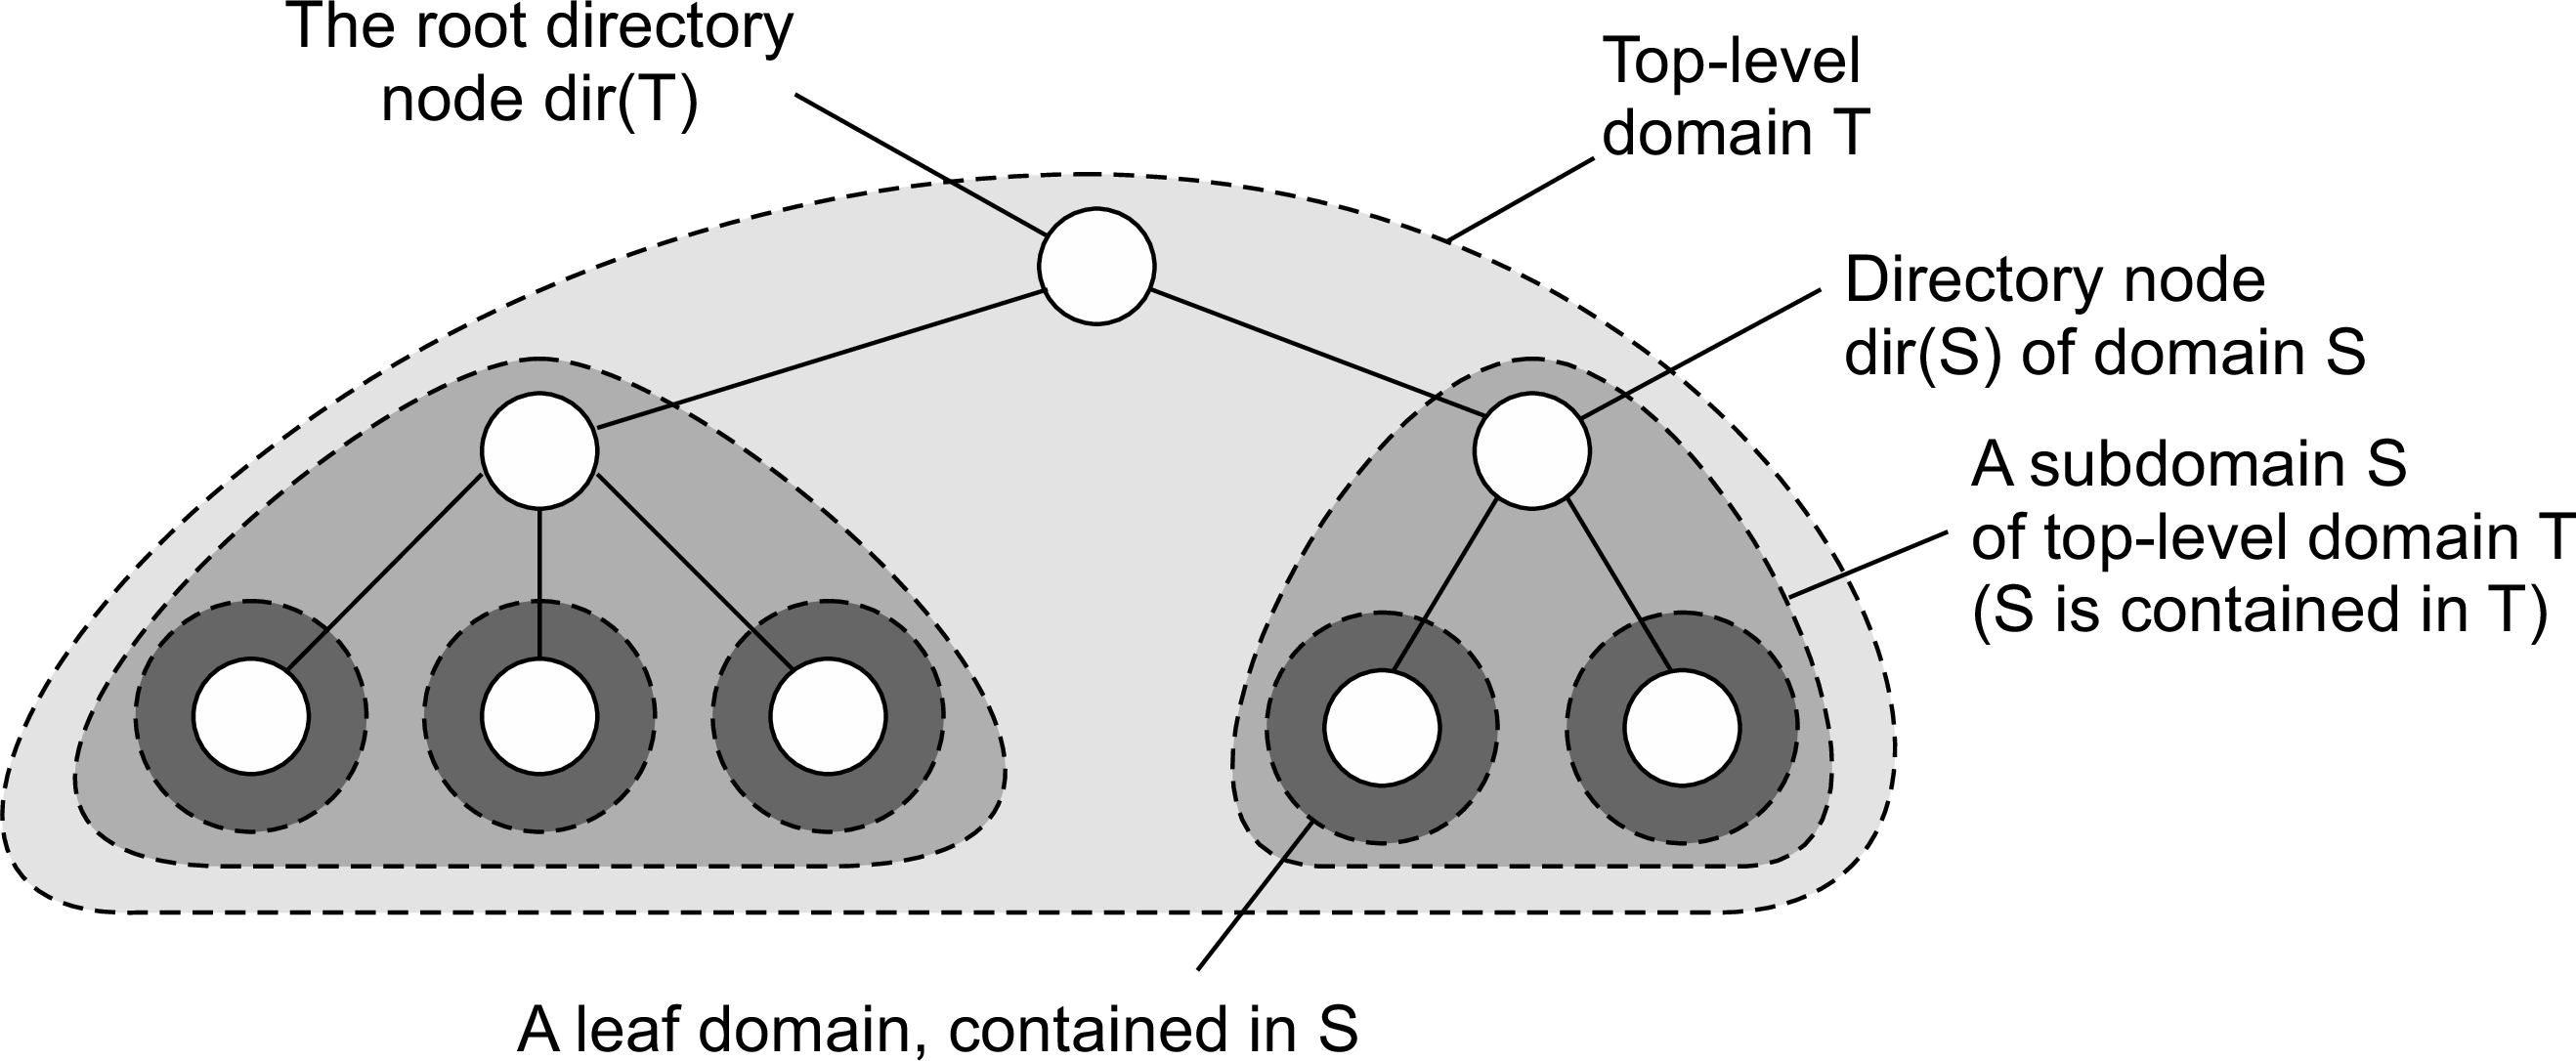 The root directory
node dir(T)
Top-level
domain T
Directory node
dir(S) of domain S
A subdomain S
of top-level domain T
(S is contained in T)
A leaf domain, contained in S